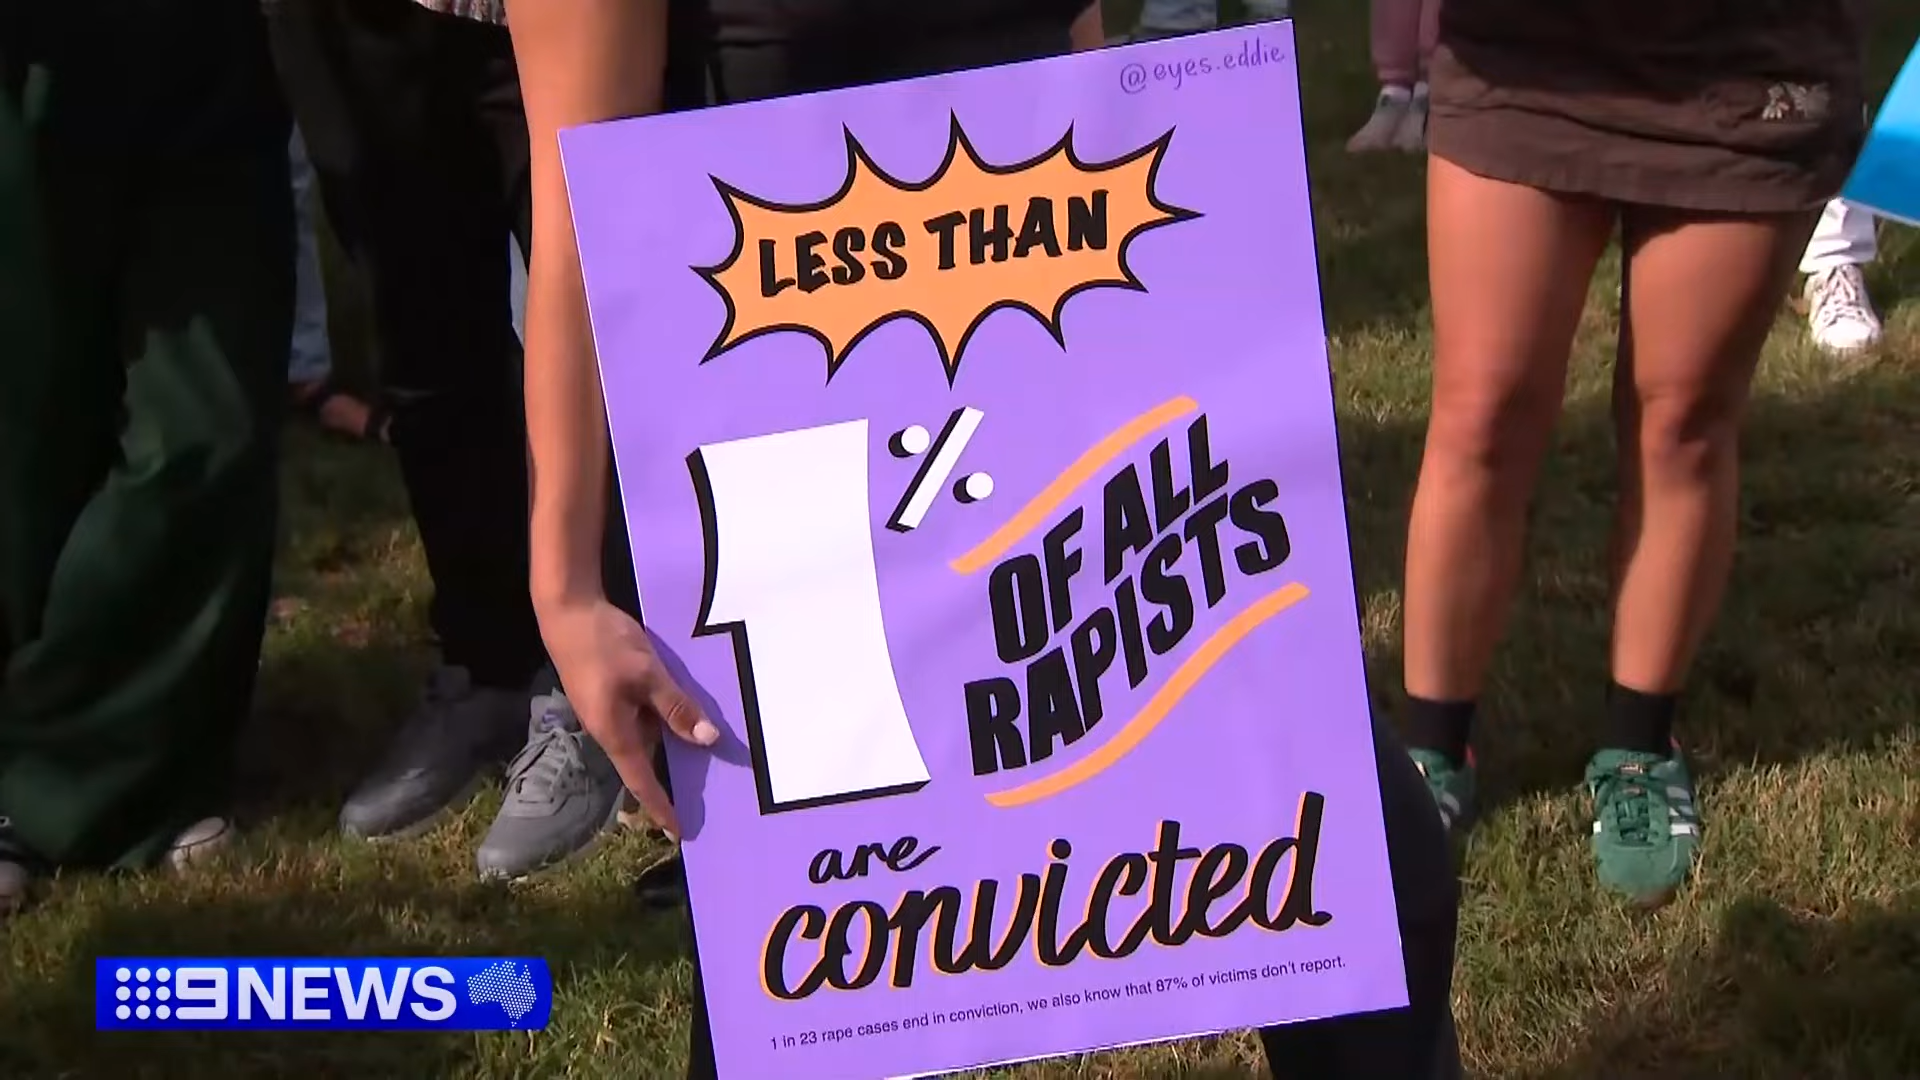 @eyes.eddie
LESS THAN
1%
OF ALL
RAPISTS
are
convicted
1 in 23 rape cases end in conviction, we also know that 87% of victims don't report.
9NEWS